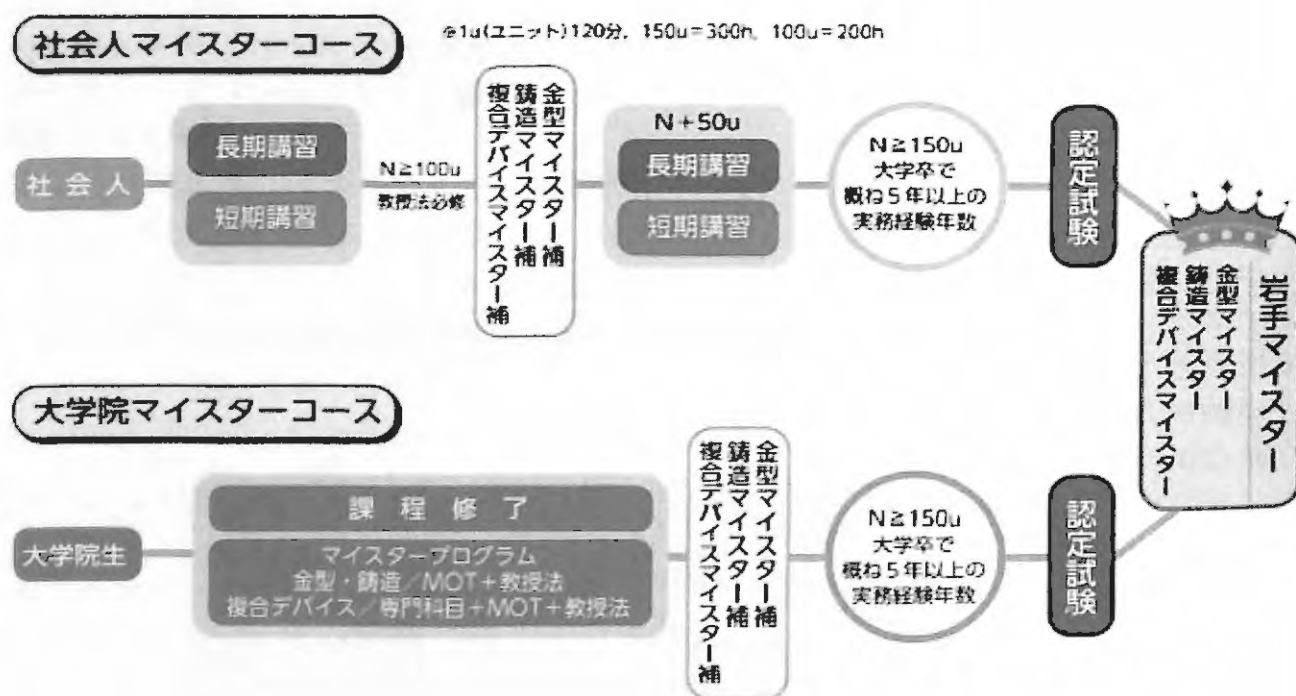 社会人マイスターコース
※1u(ユニット)120分, 150u=300h, 100u=200h
社会人
長期講習
短期講習
N≧100u
教授法必修
金型マイスター補
鋳造マイスター補
複合デバイスマイスター補
N+50u
長期講習
短期講習
N≧150u
大学卒で
概ね5年以上の
実務経験年数
認定試験
岩手マイスター
金型マイスター
鋳造マイスター
複合デバイスマイスター
大学院マイスターコース
大学院生
課程修了
マイスタープログラム
金型・鋳造/MOT+教授法
複合デバイス/専門科目+MOT+教授法
金型マイスター補
鋳造マイスター補
複合デバイスマイスター補
N≧150u
大学卒で
概ね5年以上の
実務経験年数
認定試験